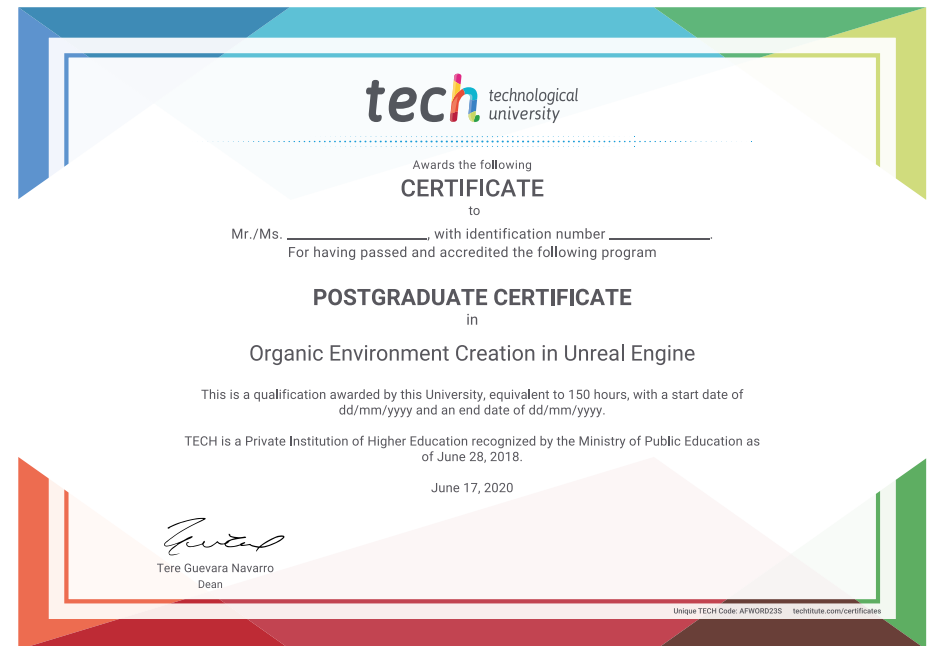 tech technological
university
Awards the following
CERTIFICATE
to
Mr./Ms. ____________________, with identification number ______________.
For having passed and accredited the following program
POSTGRADUATE CERTIFICATE
in
Organic Environment Creation in Unreal Engine
This is a qualification awarded by this University, equivalent to 150 hours, with a start date of
dd/mm/yyyy and an end date of dd/mm/yyyy.
TECH is a Private Institution of Higher Education recognized by the Ministry of Public Education as
of June 28, 2018.
June 17, 2020
Tere Guevara Navarro
Dean
Unique TECH Code: AFWORD23S techtitute.com/certificates